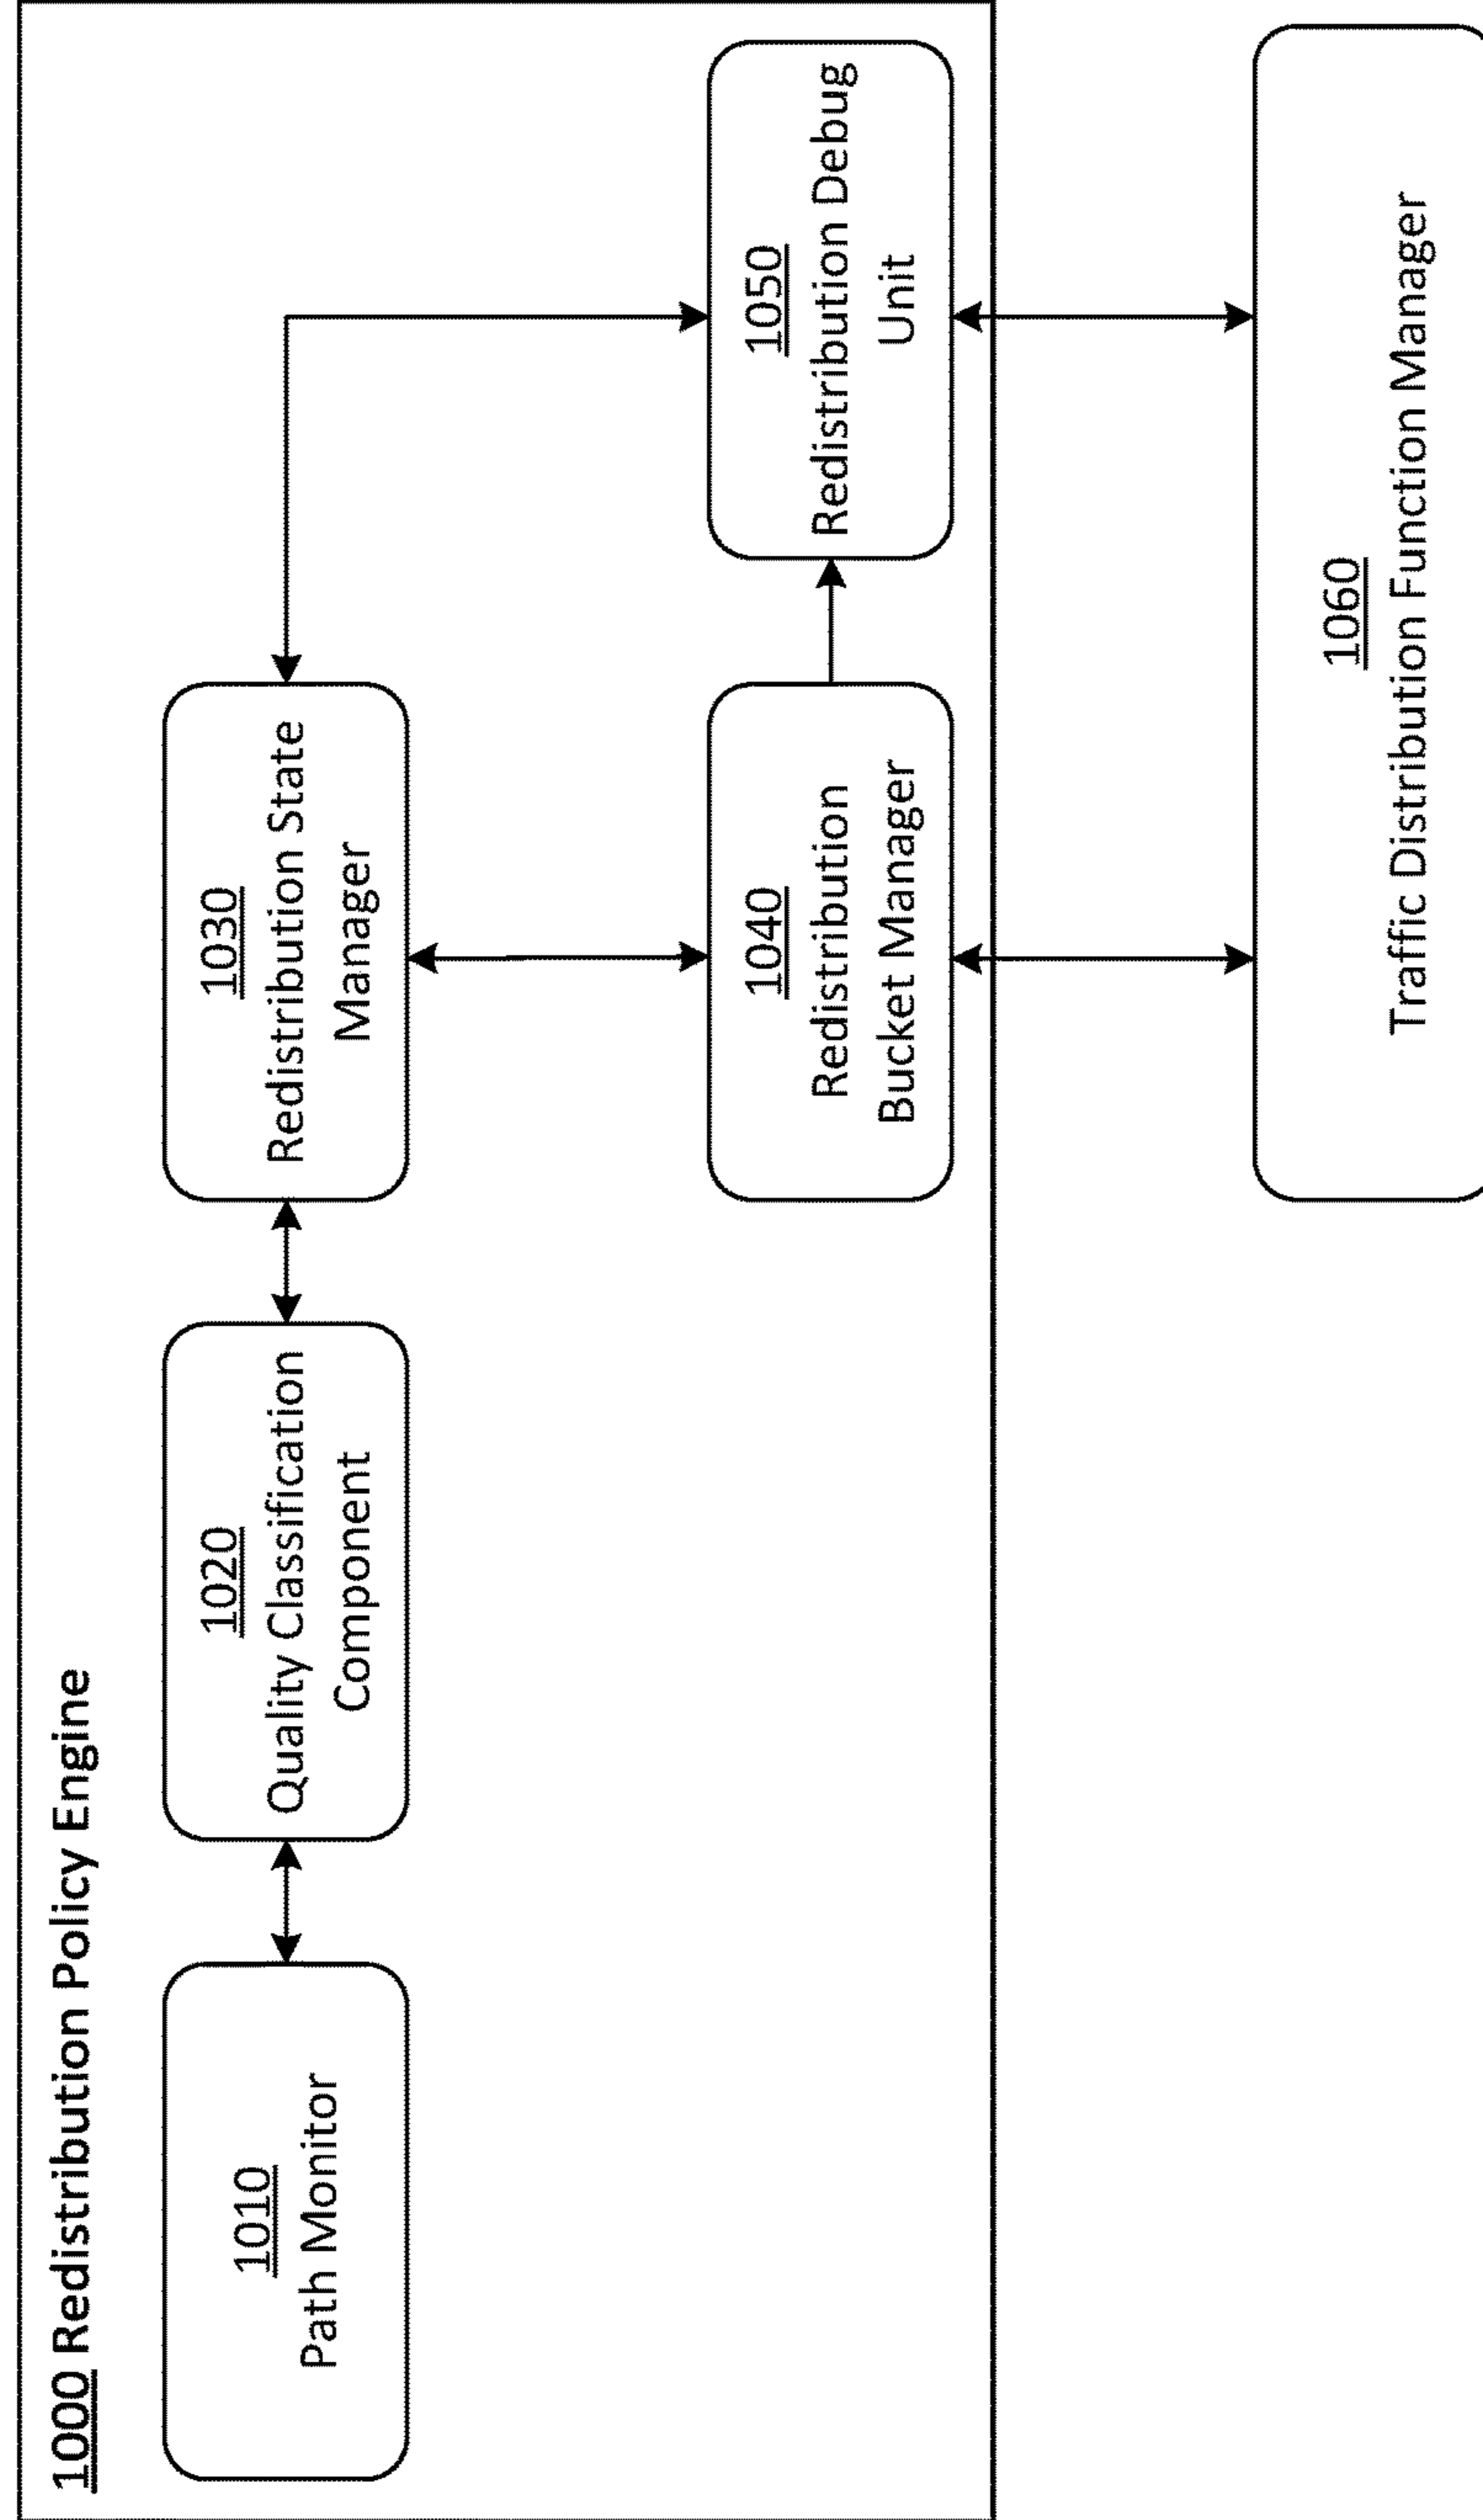 1000 Redistribution Policy Engine
1010
Path Monitor
1020
Quality Classification
Component
1030
Redistribution State
Manager
1040
Redistribution
Bucket Manager
1050
Redistribution Debug
Unit
1060
Traffic Distribution Function Manager